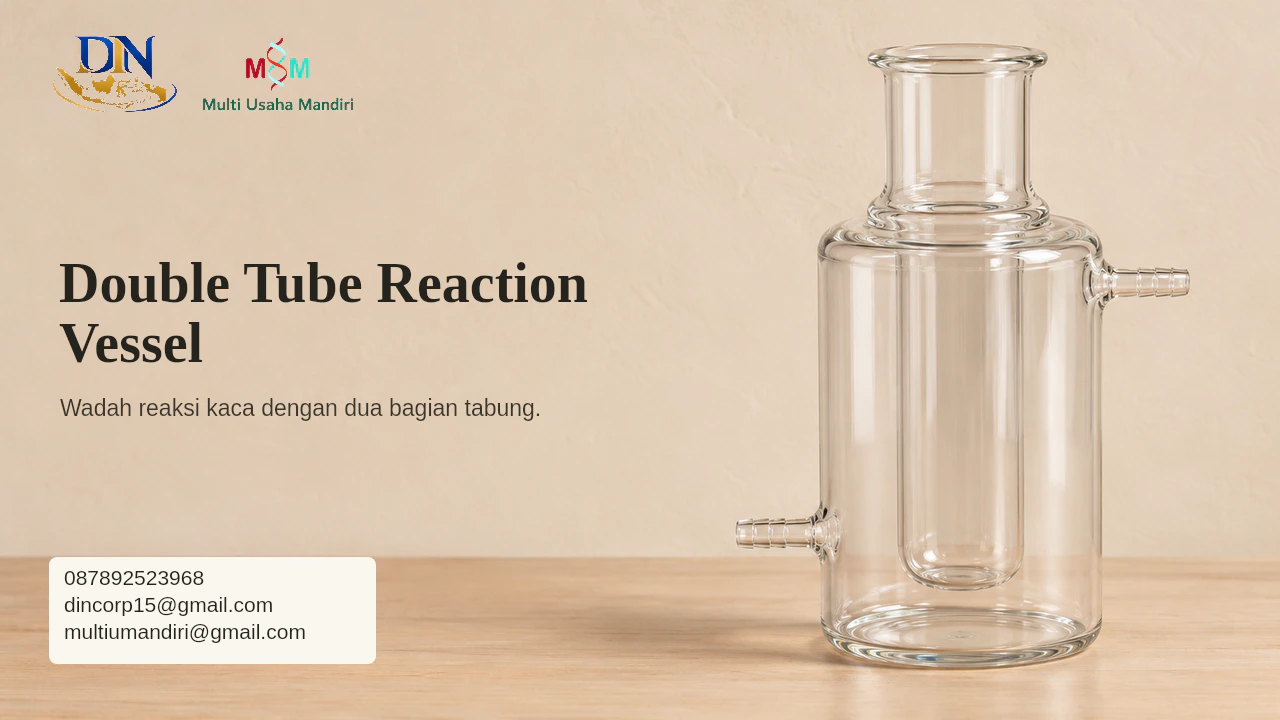 DN
MSM
Multi Usaha Mandiri
Double Tube Reaction
Vessel
Wadah reaksi kaca dengan dua bagian tabung.
087892523968
dincorp15@gmail.com
multiumandiri@gmail.com